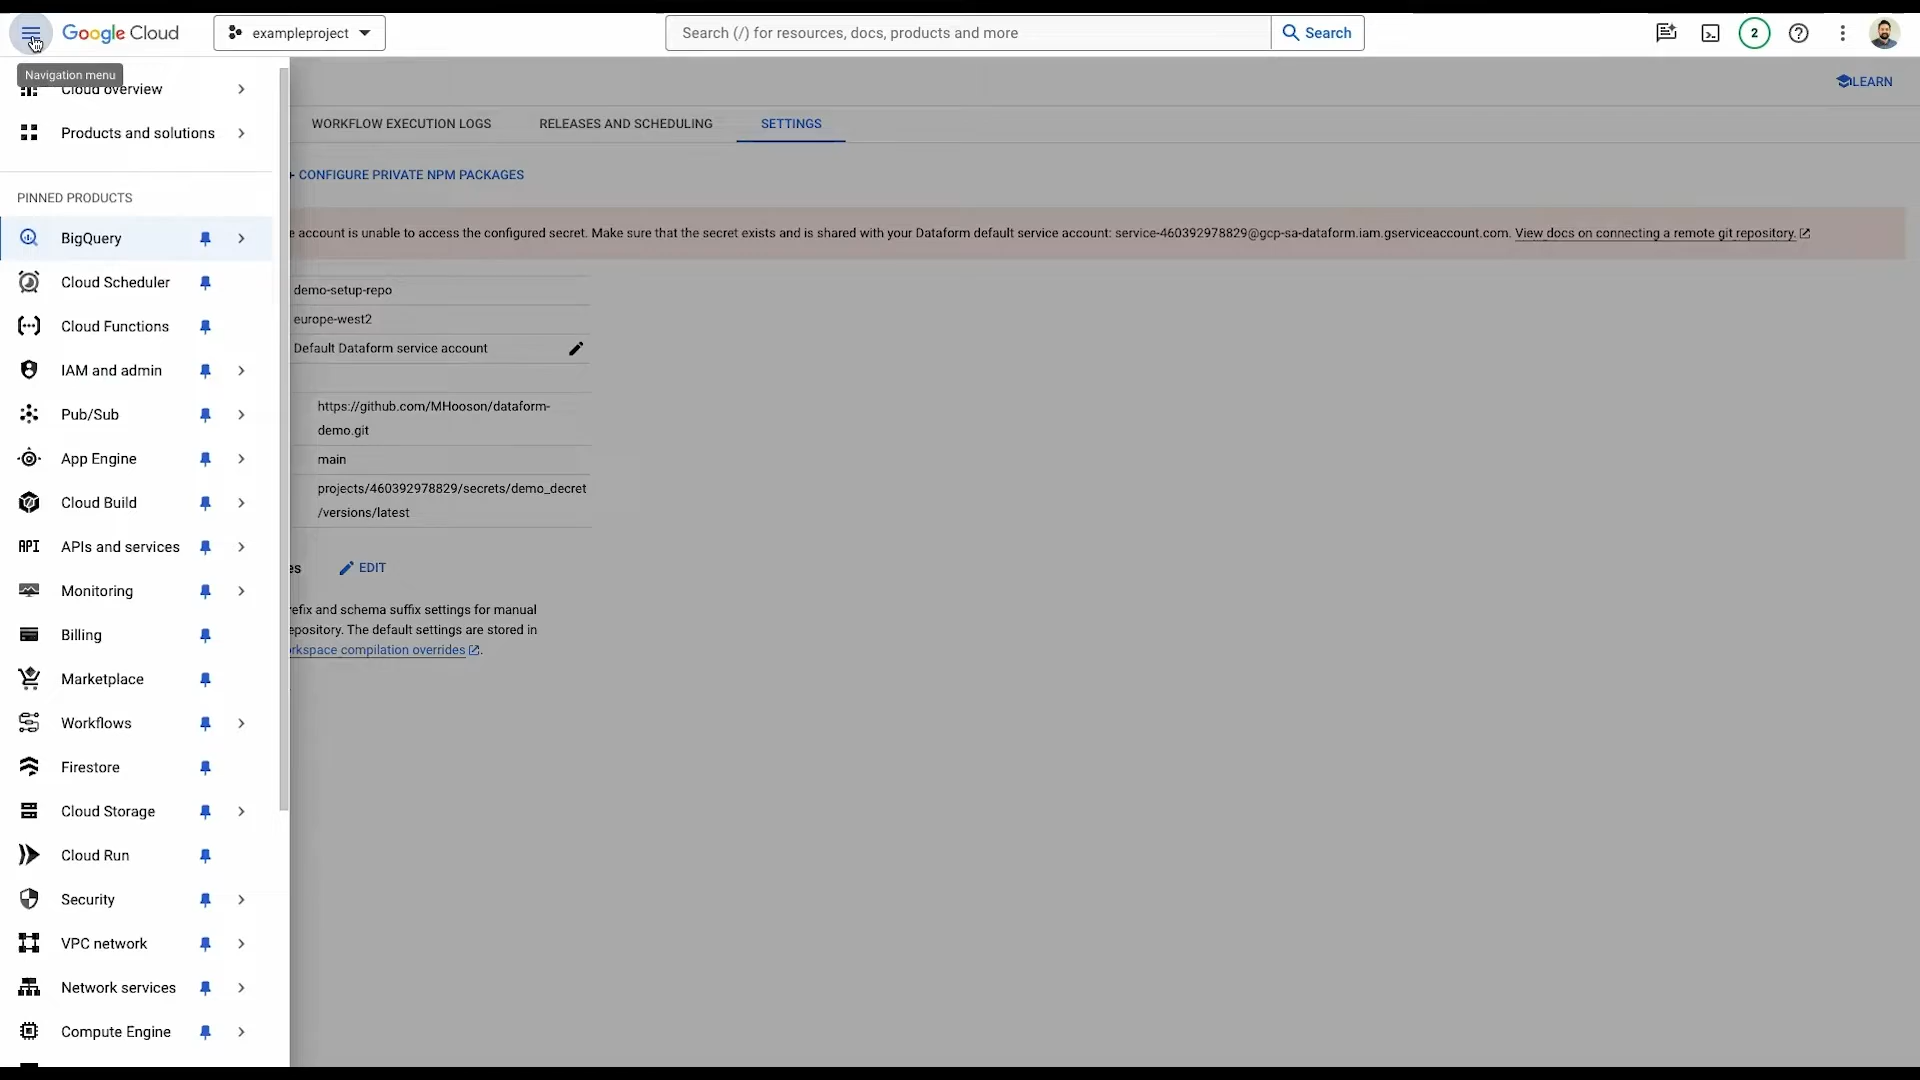 Google Cloud
exampleproject
Search (/) for resources, docs, products and more
Search
2
Navigation menu
Cloud overview
Products and solutions
PINNED PRODUCTS
BigQuery
Cloud Scheduler
Cloud Functions
IAM and admin
Pub/Sub
App Engine
Cloud Build
API APIs and services
Monitoring
Billing
Marketplace
Workflows
Firestore
Cloud Storage
Cloud Run
Security
VPC network
Network services
Compute Engine
LEARN
WORKFLOW EXECUTION LOGS
RELEASES AND SCHEDULING
SETTINGS
CONFIGURE PRIVATE NPM PACKAGES
e account is unable to access the configured secret. Make sure that the secret exists and is shared with your Dataform default service account: service-460392978829@gcp-sa-dataform.iam.gserviceaccount.com. View docs on connecting a remote git repository.
demo-setup-repo
europe-west2
Default Dataform service account
https://github.com/MHooson/dataform-
demo.git
main
projects/460392978829/secrets/demo_decret
/versions/latest
es
EDIT
refix and schema suffix settings for manual
epository. The default settings are stored in
orkspace compilation overrides.